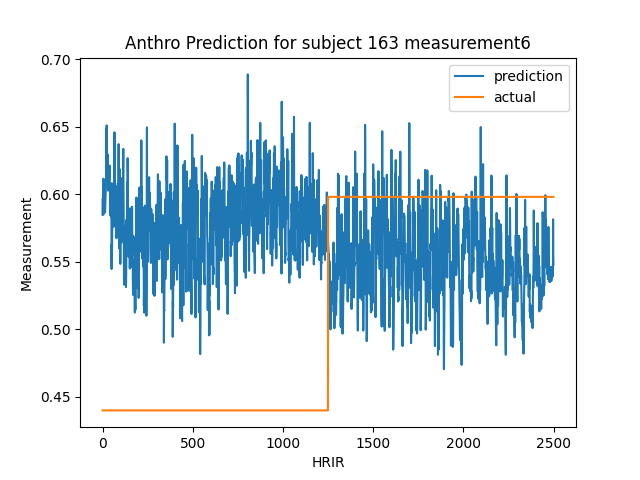 Anthro Prediction for subject 163 measurement6
prediction
actual
Measurement
0.70
0.65
0.60
0.55
0.50
0.45
0
500
1000
1500
2000
2500
HRIR